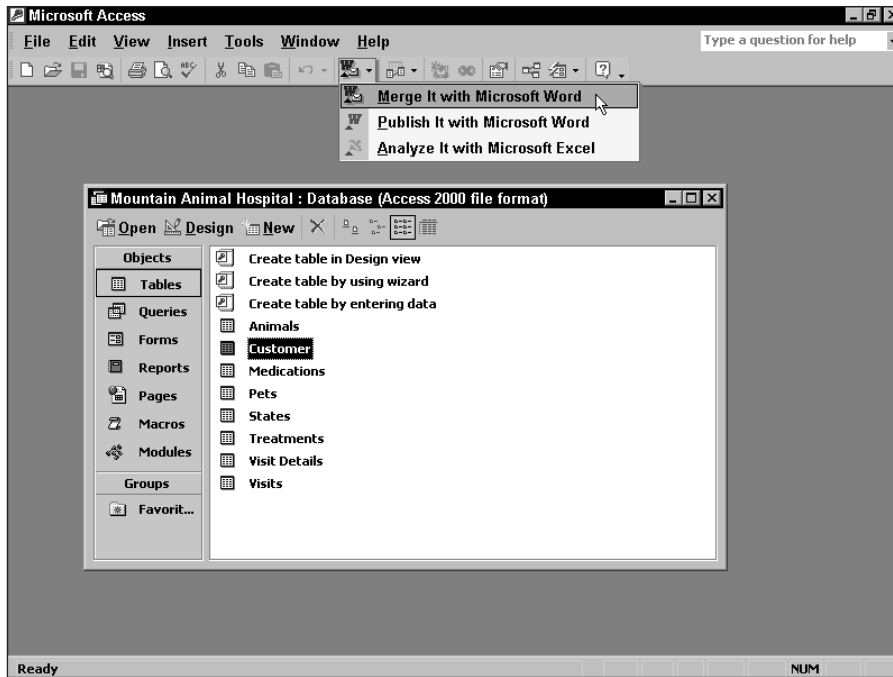 Microsoft Access
File Edit View Insert Tools Window Help
Type a question for help
Merge It with Microsoft Word
Publish It with Microsoft Word
Analyze It with Microsoft Excel
Mountain Animal Hospital : Database (Access 2000 file format)
Open Design New
Objects
Tables
Queries
Forms
Reports
Pages
Macros
Modules
Groups
Favorit...
Create table in Design view
Create table by using wizard
Create table by entering data
Animals
Customer
Medications
Pets
States
Treatments
Visit Details
Visits
Ready
NUM